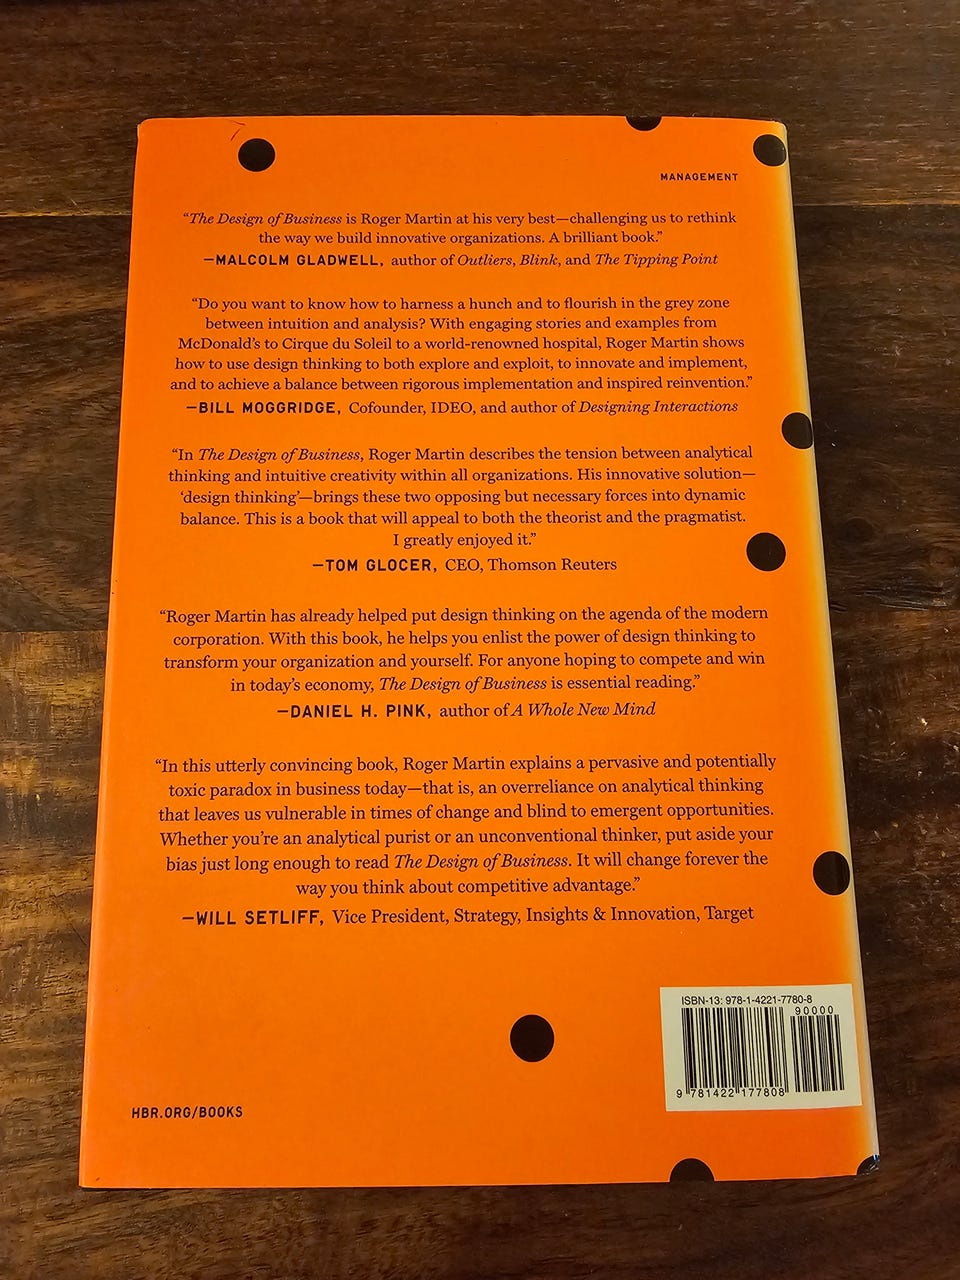 MANAGEMENT
“The Design of Business is Roger Martin at his very best—challenging us to rethink
the way we build innovative organizations. A brilliant book.”
—MALCOLM GLADWELL, author of Outliers, Blink, and The Tipping Point
“Do you want to know how to harness a hunch and to flourish in the grey zone
between intuition and analysis? With engaging stories and examples from
McDonald’s to Cirque du Soleil to a world-renowned hospital, Roger Martin shows
how to use design thinking to both explore and exploit, to innovate and implement,
and to achieve a balance between rigorous implementation and inspired reinvention.”
—BILL MOGGRIDGE, Cofounder, IDEO, and author of Designing Interactions
“In The Design of Business, Roger Martin describes the tension between analytical
thinking and intuitive creativity within all organizations. His innovative solution—
‘design thinking’—brings these two opposing but necessary forces into dynamic
balance. This is a book that will appeal to both the theorist and the pragmatist.
I greatly enjoyed it.”
—TOM GLOCER, CEO, Thomson Reuters
“Roger Martin has already helped put design thinking on the agenda of the modern
corporation. With this book, he helps you enlist the power of design thinking to
transform your organization and yourself. For anyone hoping to compete and win
in today’s economy, The Design of Business is essential reading.”
—DANIEL H. PINK, author of A Whole New Mind
“In this utterly convincing book, Roger Martin explains a pervasive and potentially
toxic paradox in business today—that is, an overreliance on analytical thinking
that leaves us vulnerable in times of change and blind to emergent opportunities.
Whether you’re an analytical purist or an unconventional thinker, put aside your
bias just long enough to read The Design of Business. It will change forever the
way you think about competitive advantage.”
—WILL SETLIFF, Vice President, Strategy, Insights & Innovation, Target
ISBN-13: 978-1-4221-7780-8
90000
9 781422 177808
HBR.ORG/BOOKS